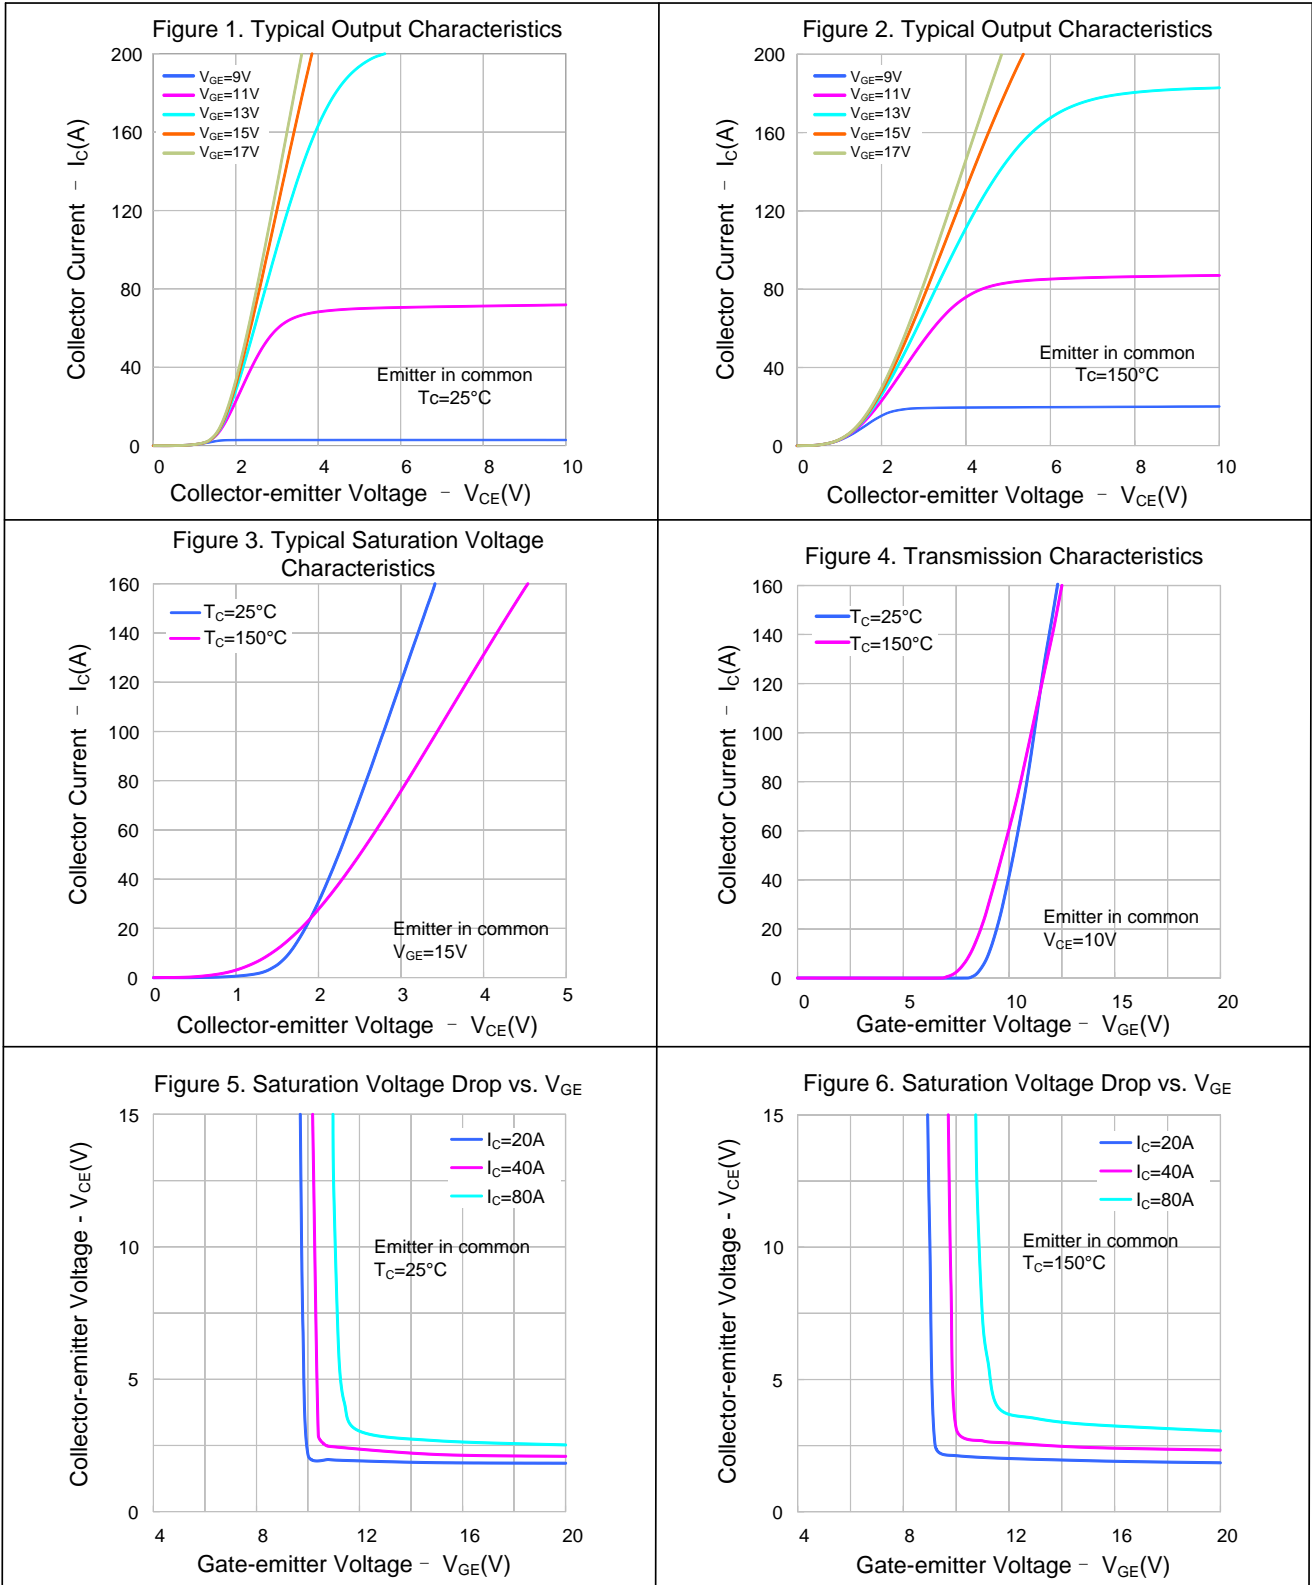 Figure 1. Typical Output Characteristics
Collector Current － IC(A)
200
160
120
80
40
0
VGE=9V
VGE=11V
VGE=13V
VGE=15V
VGE=17V
Emitter in common
Tc=25°C
0 2 4 6 8 10
Collector-emitter Voltage － VCE(V)
Figure 2. Typical Output Characteristics
Collector Current － IC(A)
200
160
120
80
40
0
VGE=9V
VGE=11V
VGE=13V
VGE=15V
VGE=17V
Emitter in common
Tc=150°C
0 2 4 6 8 10
Collector-emitter Voltage － VCE(V)
Figure 3. Typical Saturation Voltage
Characteristics
Collector Current － IC(A)
160
140
120
100
80
60
40
20
0
TC=25°C
TC=150°C
Emitter in common
VGE=15V
0 1 2 3 4 5
Collector-emitter Voltage － VCE(V)
Figure 4. Transmission Characteristics
Collector Current － IC(A)
160
140
120
100
80
60
40
20
0
TC=25°C
TC=150°C
Emitter in common
VCE=10V
0 5 10 15 20
Gate-emitter Voltage－ VGE(V)
Figure 5. Saturation Voltage Drop vs. VGE
Collector-emitter Voltage - VCE(V)
15
10
5
0
IC=20A
IC=40A
IC=80A
Emitter in common
TC=25°C
4 8 12 16 20
Gate-emitter Voltage－ VGE(V)
Figure 6. Saturation Voltage Drop vs. VGE
Collector-emitter Voltage - VCE(V)
15
10
5
0
IC=20A
IC=40A
IC=80A
Emitter in common
TC=150°C
4 8 12 16 20
Gate-emitter Voltage－ VGE(V)